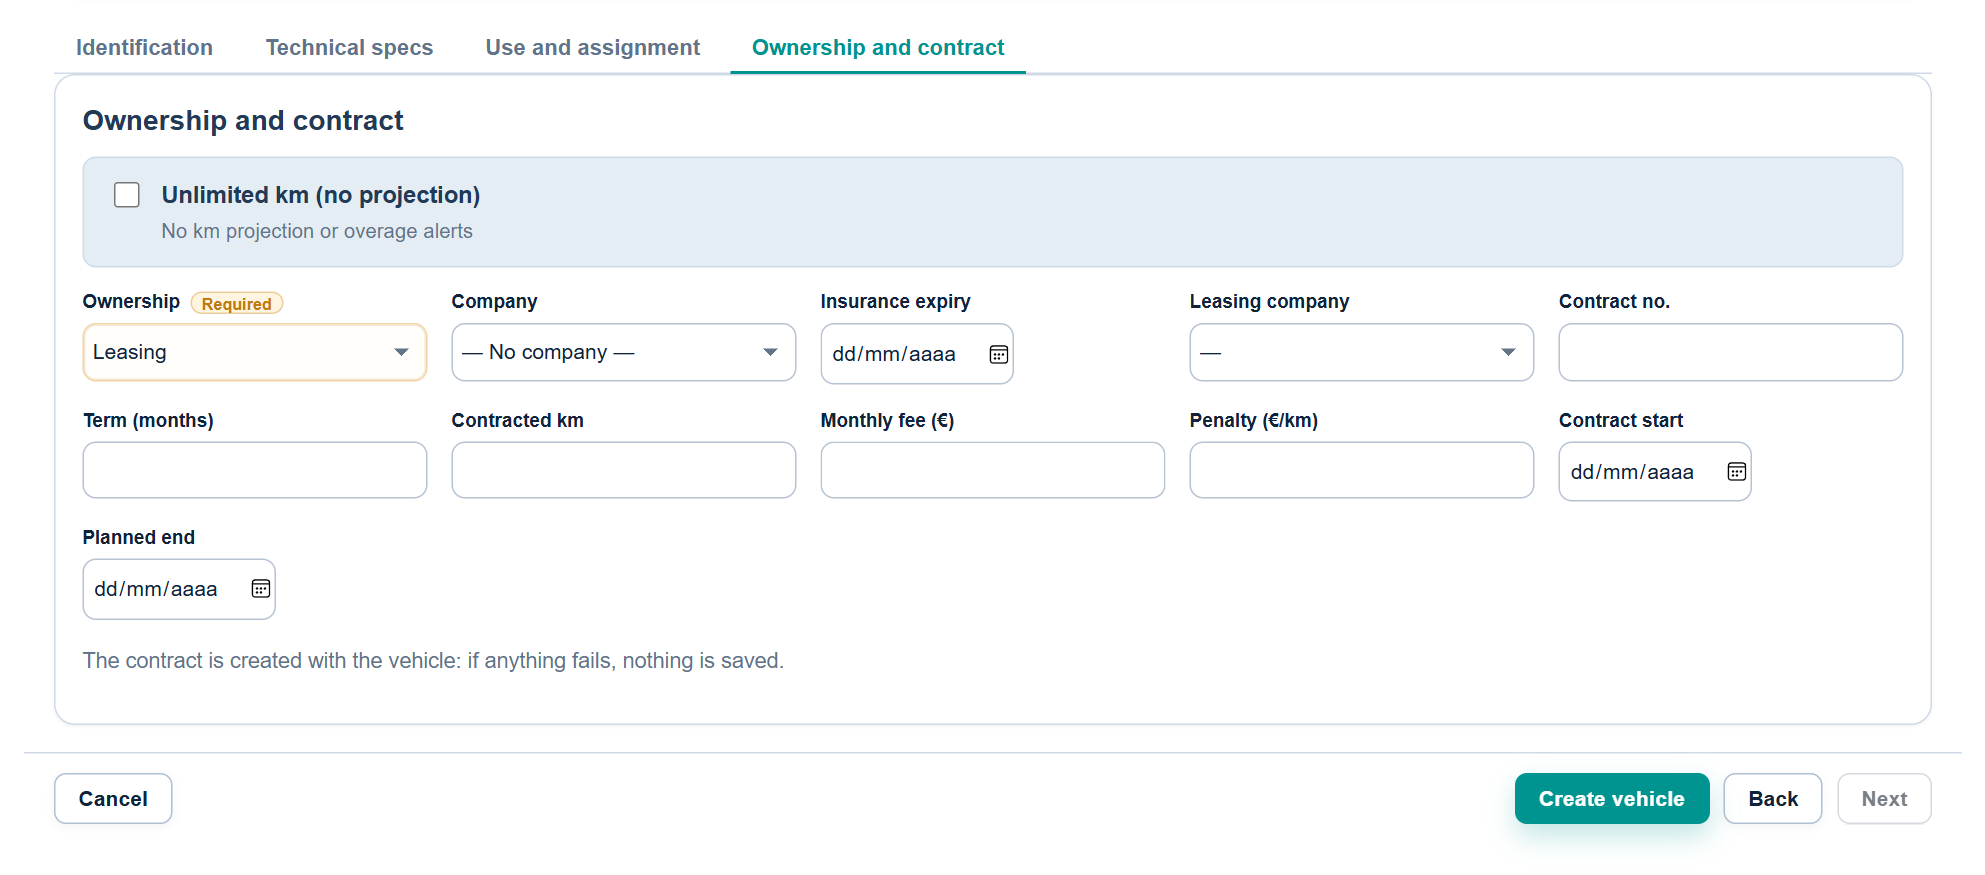 Identification Technical specs Use and assignment Ownership and contract
Ownership and contract
Unlimited km (no projection)
No km projection or overage alerts
Ownership Required Company Insurance expiry Leasing company Contract no.
Leasing — No company — dd/mm/aaaa —
Term (months) Contracted km Monthly fee (€) Penalty (€/km) Contract start
dd/mm/aaaa
Planned end
dd/mm/aaaa
The contract is created with the vehicle: if anything fails, nothing is saved.
Cancel Create vehicle Back Next